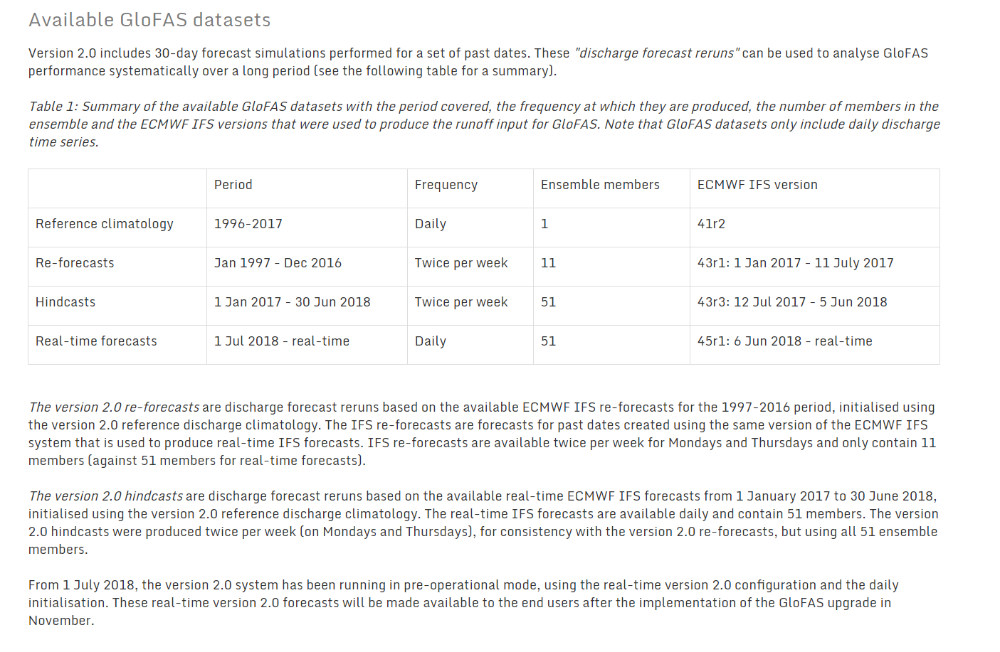 Available GloFAS datasets
Version 2.0 includes 30-day forecast simulations performed for a set of past dates. These "discharge forecast reruns" can be used to analyse GloFAS
performance systematically over a long period (see the following table for a summary).
Table 1: Summary of the available GloFAS datasets with the period covered, the frequency at which they are produced, the number of members in the
ensemble and the ECMWF IFS versions that were used to produce the runoff input for GloFAS. Note that GloFAS datasets only include daily discharge
time series.
Period Frequency Ensemble members ECMWF IFS version
Reference climatology 1996-2017 Daily 1 41r2
Re-forecasts Jan 1997 - Dec 2016 Twice per week 11 43r1: 1 Jan 2017 - 11 July 2017
Hindcasts 1 Jan 2017 - 30 Jun 2018 Twice per week 51 43r3: 12 Jul 2017 - 5 Jun 2018
Real-time forecasts 1 Jul 2018 - real-time Daily 51 45r1: 6 Jun 2018 - real-time
The version 2.0 re-forecasts are discharge forecast reruns based on the available ECMWF IFS re-forecasts for the 1997-2016 period, initialised using
the version 2.0 reference discharge climatology. The IFS re-forecasts are forecasts for past dates created using the same version of the ECMWF IFS
system that is used to produce real-time IFS forecasts. IFS re-forecasts are available twice per week for Mondays and Thursdays and only contain 11
members (against 51 members for real-time forecasts).
The version 2.0 hindcasts are discharge forecast reruns based on the available real-time ECMWF IFS forecasts from 1 January 2017 to 30 June 2018,
initialised using the version 2.0 reference discharge climatology. The real-time IFS forecasts are available daily and contain 51 members. The version
2.0 hindcasts were produced twice per week (on Mondays and Thursdays), for consistency with the version 2.0 re-forecasts, but using all 51 ensemble
members.
From 1 July 2018, the version 2.0 system has been running in pre-operational mode, using the real-time version 2.0 configuration and the daily
initialisation. These real-time version 2.0 forecasts will be made available to the end users after the implementation of the GloFAS upgrade in
November.